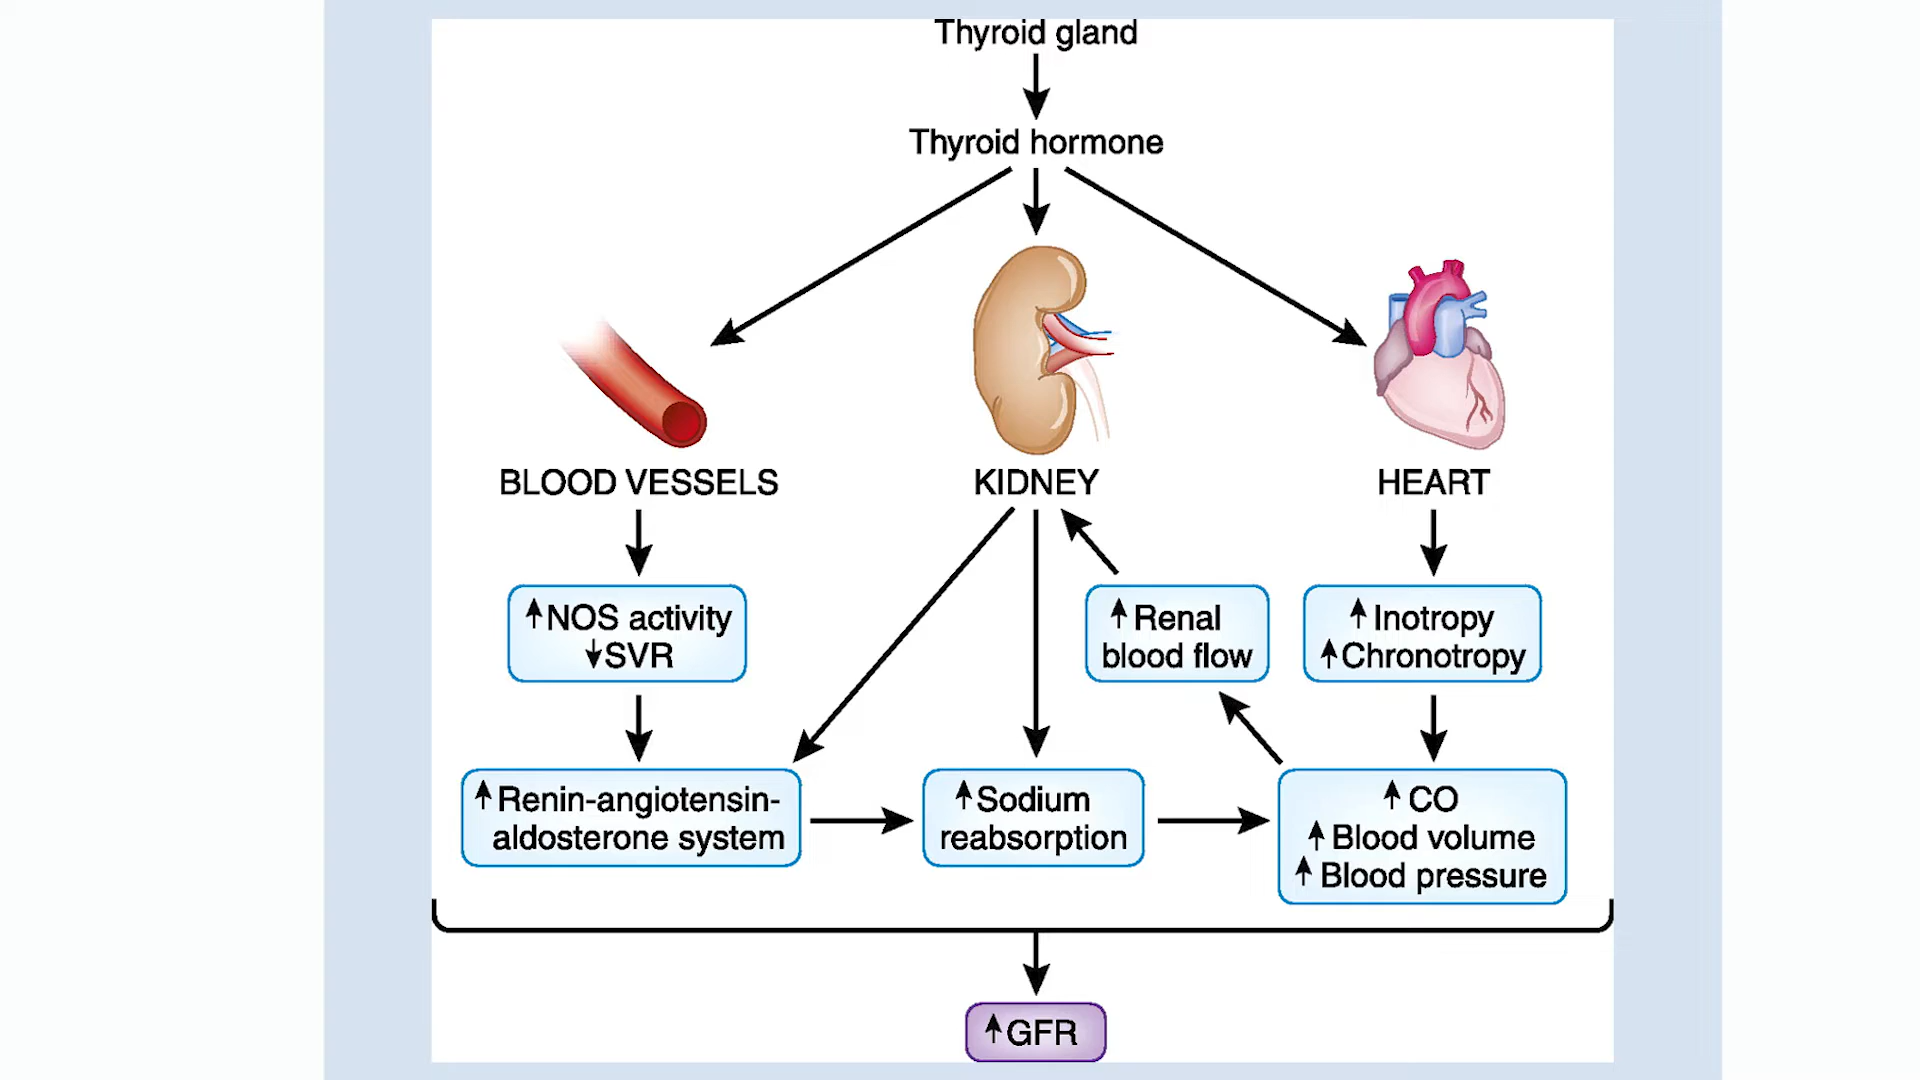 Thyroid gland
Thyroid hormone
BLOOD VESSELS
KIDNEY
HEART
↑NOS activity
↓SVR
↑Renal
blood flow
↑Inotropy
↑Chronotropy
↑Renin-angiotensin-
aldosterone system
↑Sodium
reabsorption
↑CO
↑Blood volume
↑Blood pressure
↑GFR